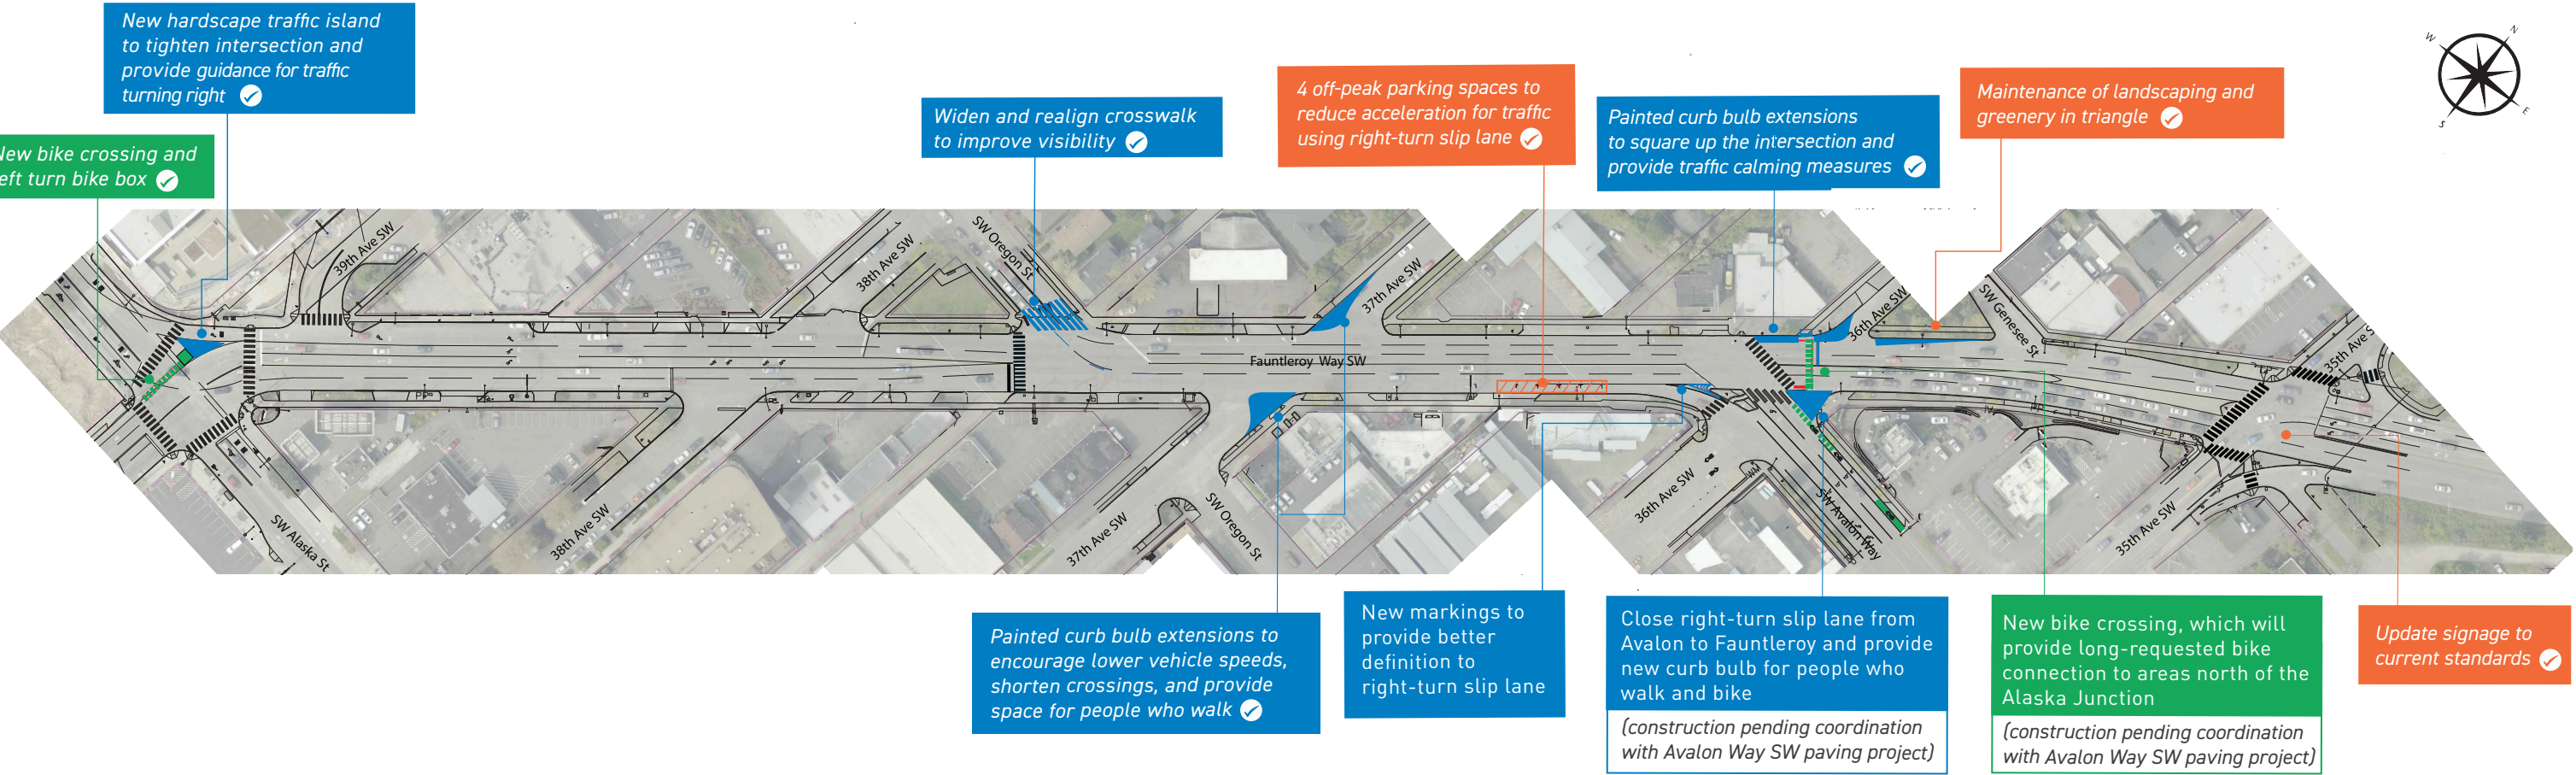 New hardscape traffic island
to tighten intersection and
provide guidance for traffic
turning right
New bike crossing and
left turn bike box
Widen and realign crosswalk
to improve visibility
4 off-peak parking spaces to
reduce acceleration for traffic
using right-turn slip lane
Painted curb bulb extensions
to square up the intersection and
provide traffic calming measures
Maintenance of landscaping and
greenery in triangle
N
W
E
S
39th Ave SW
38th Ave SW
SW Oregon St
37th Ave SW
36th Ave SW
SW Genesee St
35th Ave S
Fauntleroy Way SW
SW Alaska St
38th Ave SW
37th Ave SW
SW Oregon St
36th Ave SW
SW Avalon Way
35th Ave SW
Painted curb bulb extensions to
encourage lower vehicle speeds,
shorten crossings, and provide
space for people who walk
New markings to
provide better
definition to
right-turn slip lane
Close right-turn slip lane from
Avalon to Fauntleroy and provide
new curb bulb for people who
walk and bike
(construction pending coordination
with Avalon Way SW paving project)
New bike crossing, which will
provide long-requested bike
connection to areas north of the
Alaska Junction
(construction pending coordination
with Avalon Way SW paving project)
Update signage to
current standards